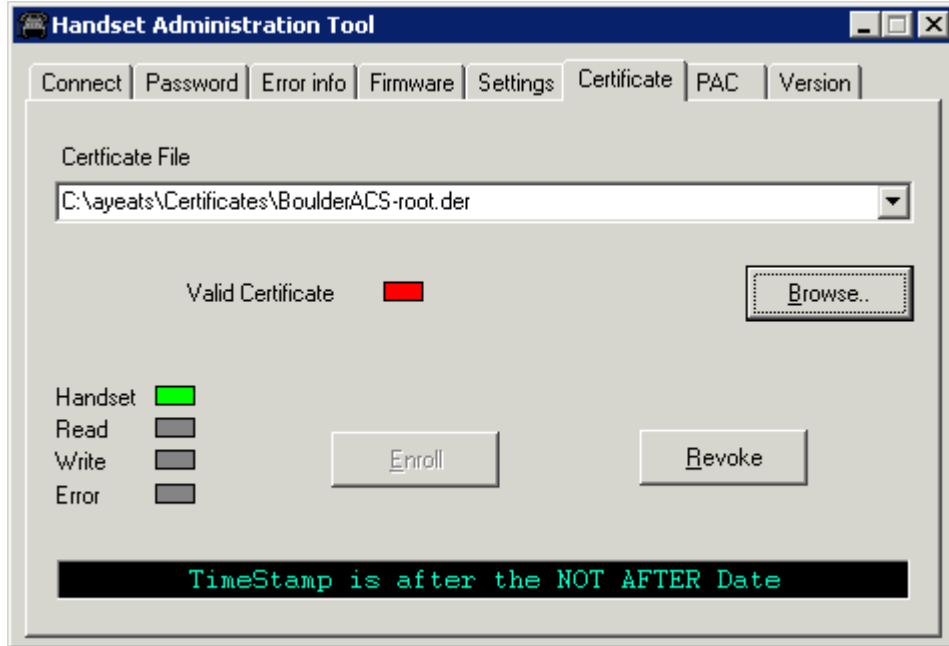 Handset Administration Tool
Connect Password Error info Firmware Settings Certificate PAC Version
Certficate File
C:\ayeats\Certificates\BoulderACS-root.der
Valid Certificate Browse..
Handset
Read
Write Enroll Revoke
Error
TimeStamp is after the NOT AFTER Date